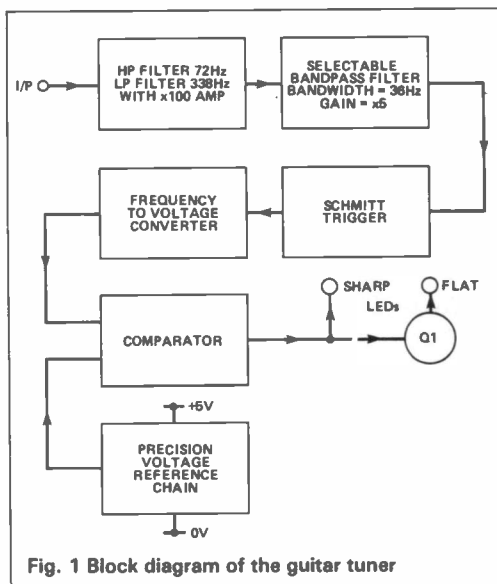 I/P
HP FILTER 72Hz
LP FILTER 338Hz
WITH x100 AMP
SELECTABLE
BANDPASS FILTER
BANDWIDTH = 36Hz
GAIN = x5
FREQUENCY
TO VOLTAGE
CONVERTER
SCHMITT
TRIGGER
SHARP
FLAT
LEDs
COMPARATOR
Q1
+5V
PRECISION
VOLTAGE
REFERENCE
CHAIN
0V
Fig. 1 Block diagram of the guitar tuner